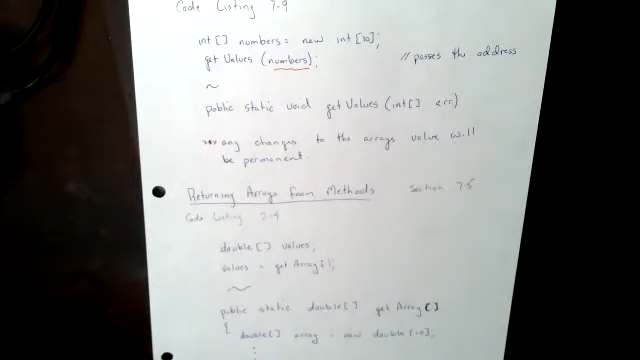 Code Listing 7-9
int[] numbers = new int[10];
get Values (numbers); // passes the address
~
public static void getValues (int[] arr)
*** any changes to the arrays value will
be permanent.
Returning Arrays from Methods Section 7.5
Code Listing 7-9
double[] values;
values = get Array();
~
public static double[] get Array()
{ double[] array = new double[10];